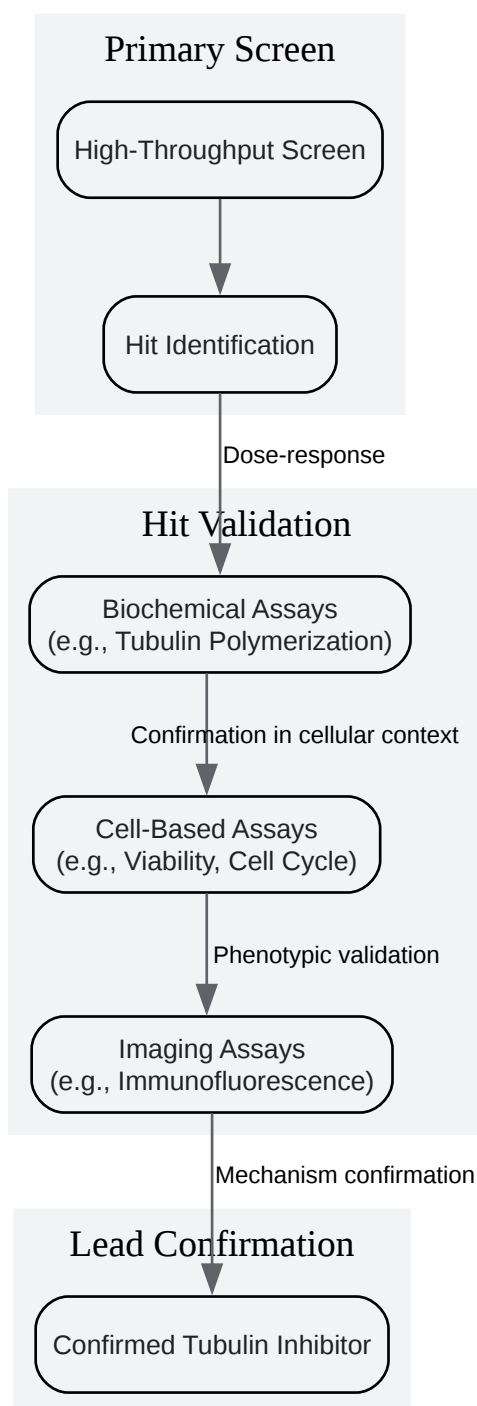 Primary Screen
High-Throughput Screen
Hit Identification
Dose-response
Hit Validation
Biochemical Assays
(e.g., Tubulin Polymerization)
Confirmation in cellular context
Cell-Based Assays
(e.g., Viability, Cell Cycle)
Phenotypic validation
Imaging Assays
(e.g., Immunofluorescence)
Mechanism confirmation
Lead Confirmation
Confirmed Tubulin Inhibitor